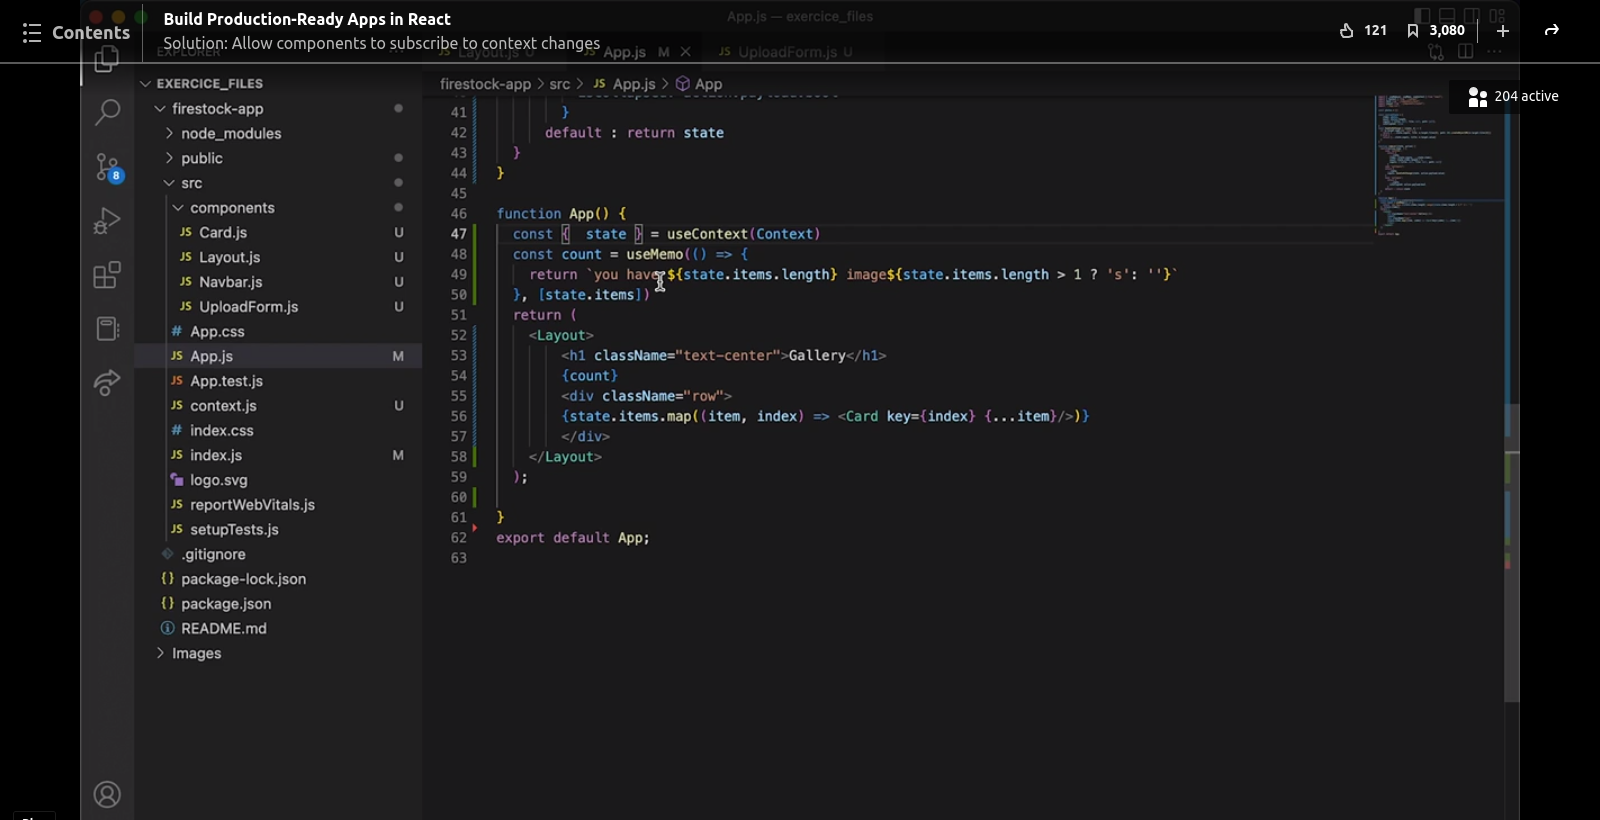 Contents
Build Production-Ready Apps in React
Solution: Allow components to subscribe to context changes
121
3,080
204 active
App.js — exercice_files
EXPLORER
Layout.js U
App.js M
UploadForm.js U
EXERCICE_FILES
firestock-app
node_modules
public
8
src
components
Card.js U
Layout.js U
Navbar.js U
UploadForm.js U
App.css
App.js M
App.test.js
context.js U
index.css
index.js M
logo.svg
reportWebVitals.js
setupTests.js
.gitignore
package-lock.json
package.json
README.md
Images
firestock-app > src > JS App.js > App
41 }
42 default : return state
43 }
44 }
45
46 function App() {
47 const {  state } = useContext(Context)
48 const count = useMemo(() => {
49 return `you have ${state.items.length} image${state.items.length > 1 ? 's': ''}`
50 }, [state.items])
51 return (
52 <Layout>
53 <h1 className="text-center">Gallery</h1>
54 {count}
55 <div className="row">
56 {state.items.map((item, index) => <Card key={index} {...item}/>)}
57 </div>
58 </Layout>
59 );
60
61 }
62 export default App;
63